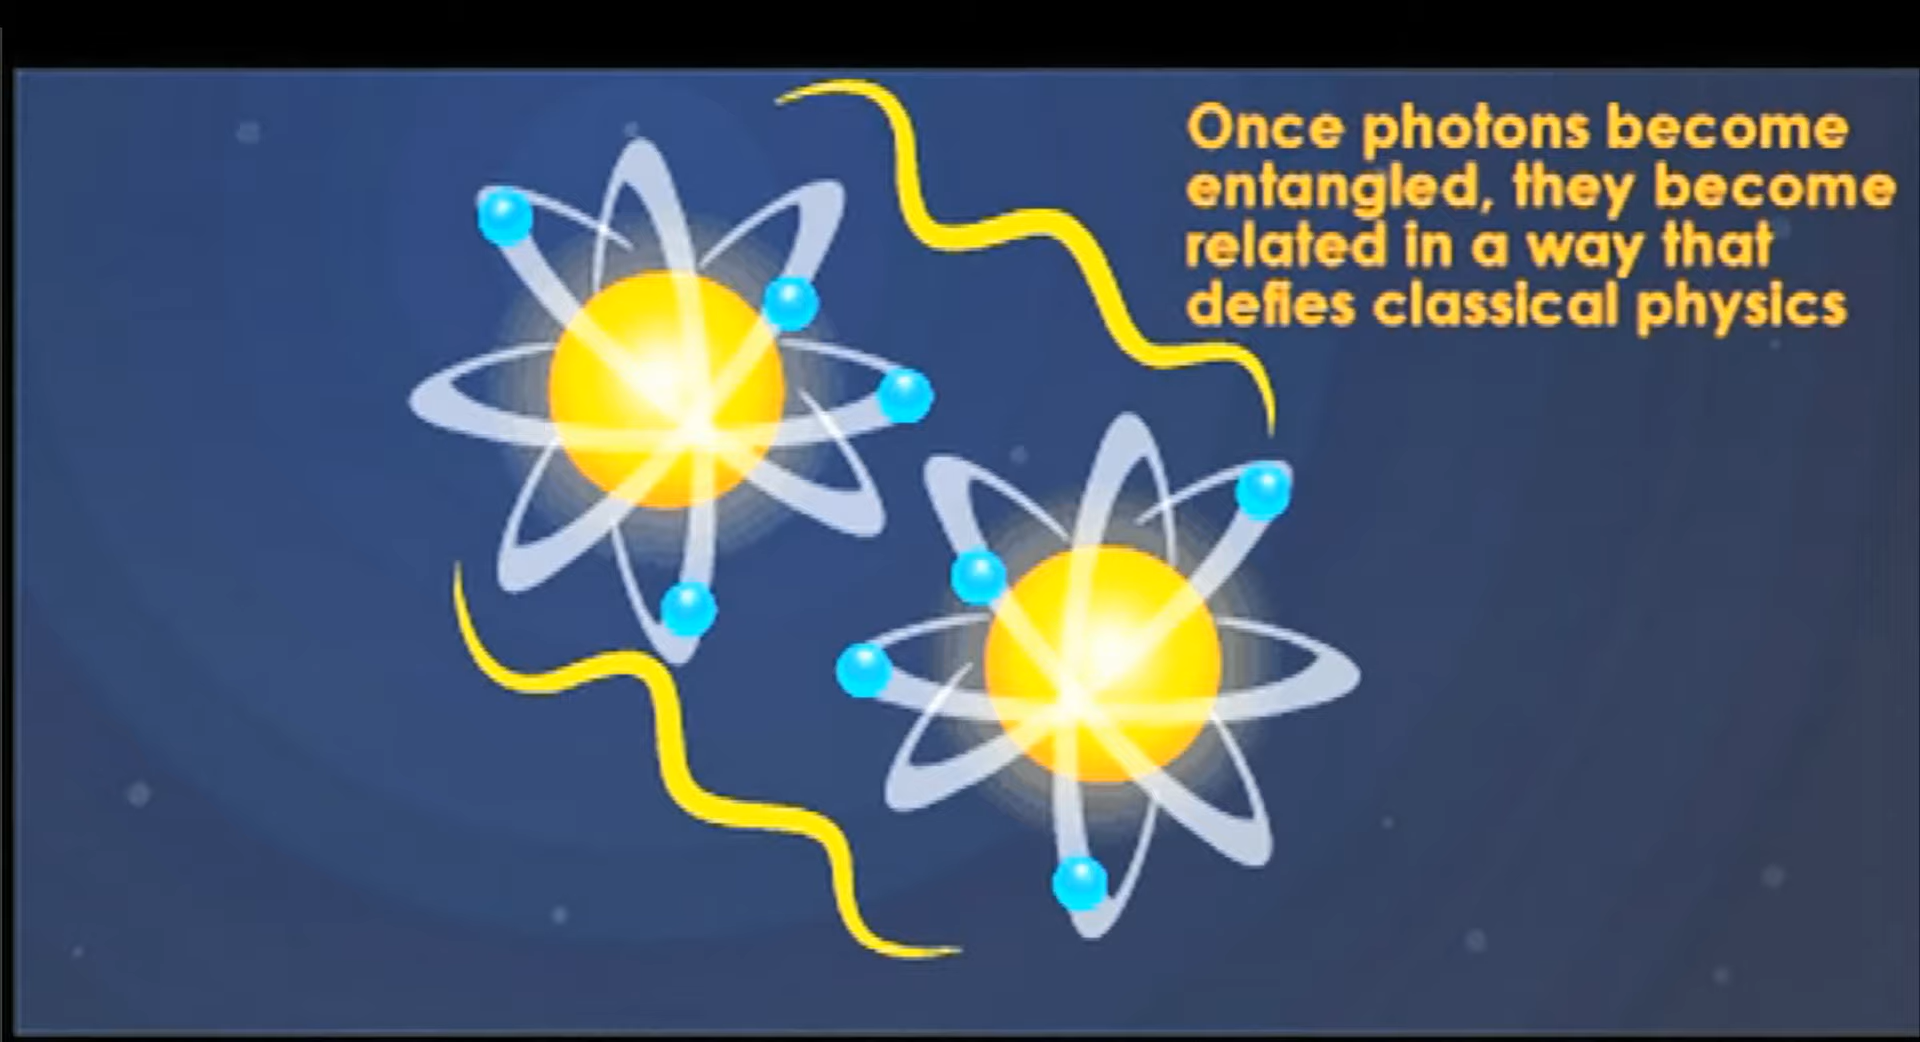 Once photons become
entangled, they become
related in a way that
defies classical physics